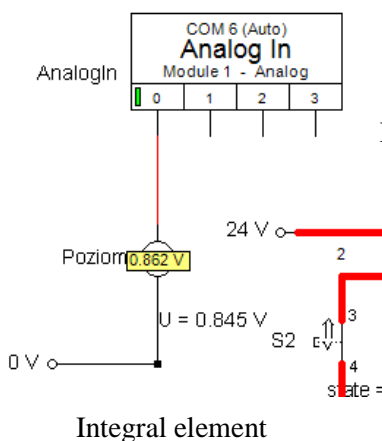 COM 6 (Auto)
Analog In
Module 1 - Analog
AnalogIn
0 1 2 3
24 V
2
Poziom 0.862 V
U = 0.845 V
3
S2
4
0 V
state =
Integral element